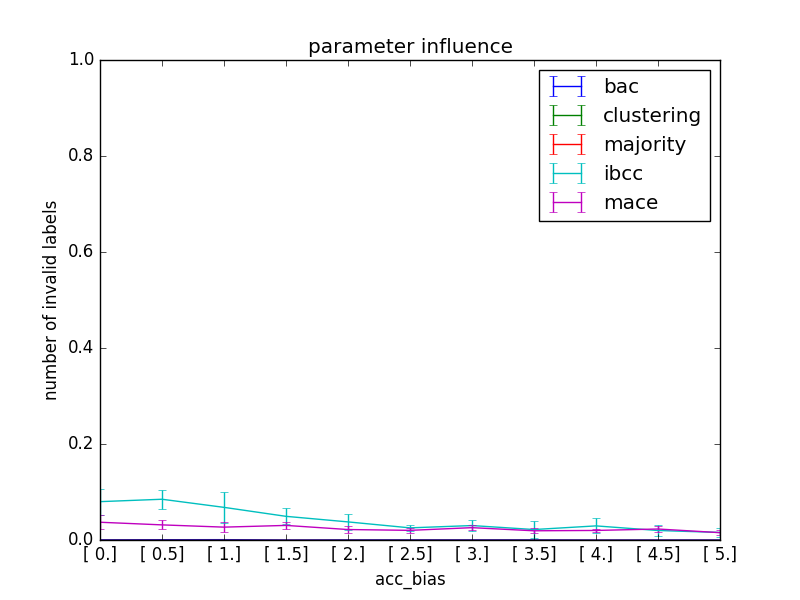 parameter influence
1.0
0.8
0.6
0.4
0.2
0.0
number of invalid labels
bac
clustering
majority
ibcc
mace
[ 0.] [ 0.5] [ 1.] [ 1.5] [ 2.] [ 2.5] [ 3.] [ 3.5] [ 4.] [ 4.5] [ 5.]
acc_bias